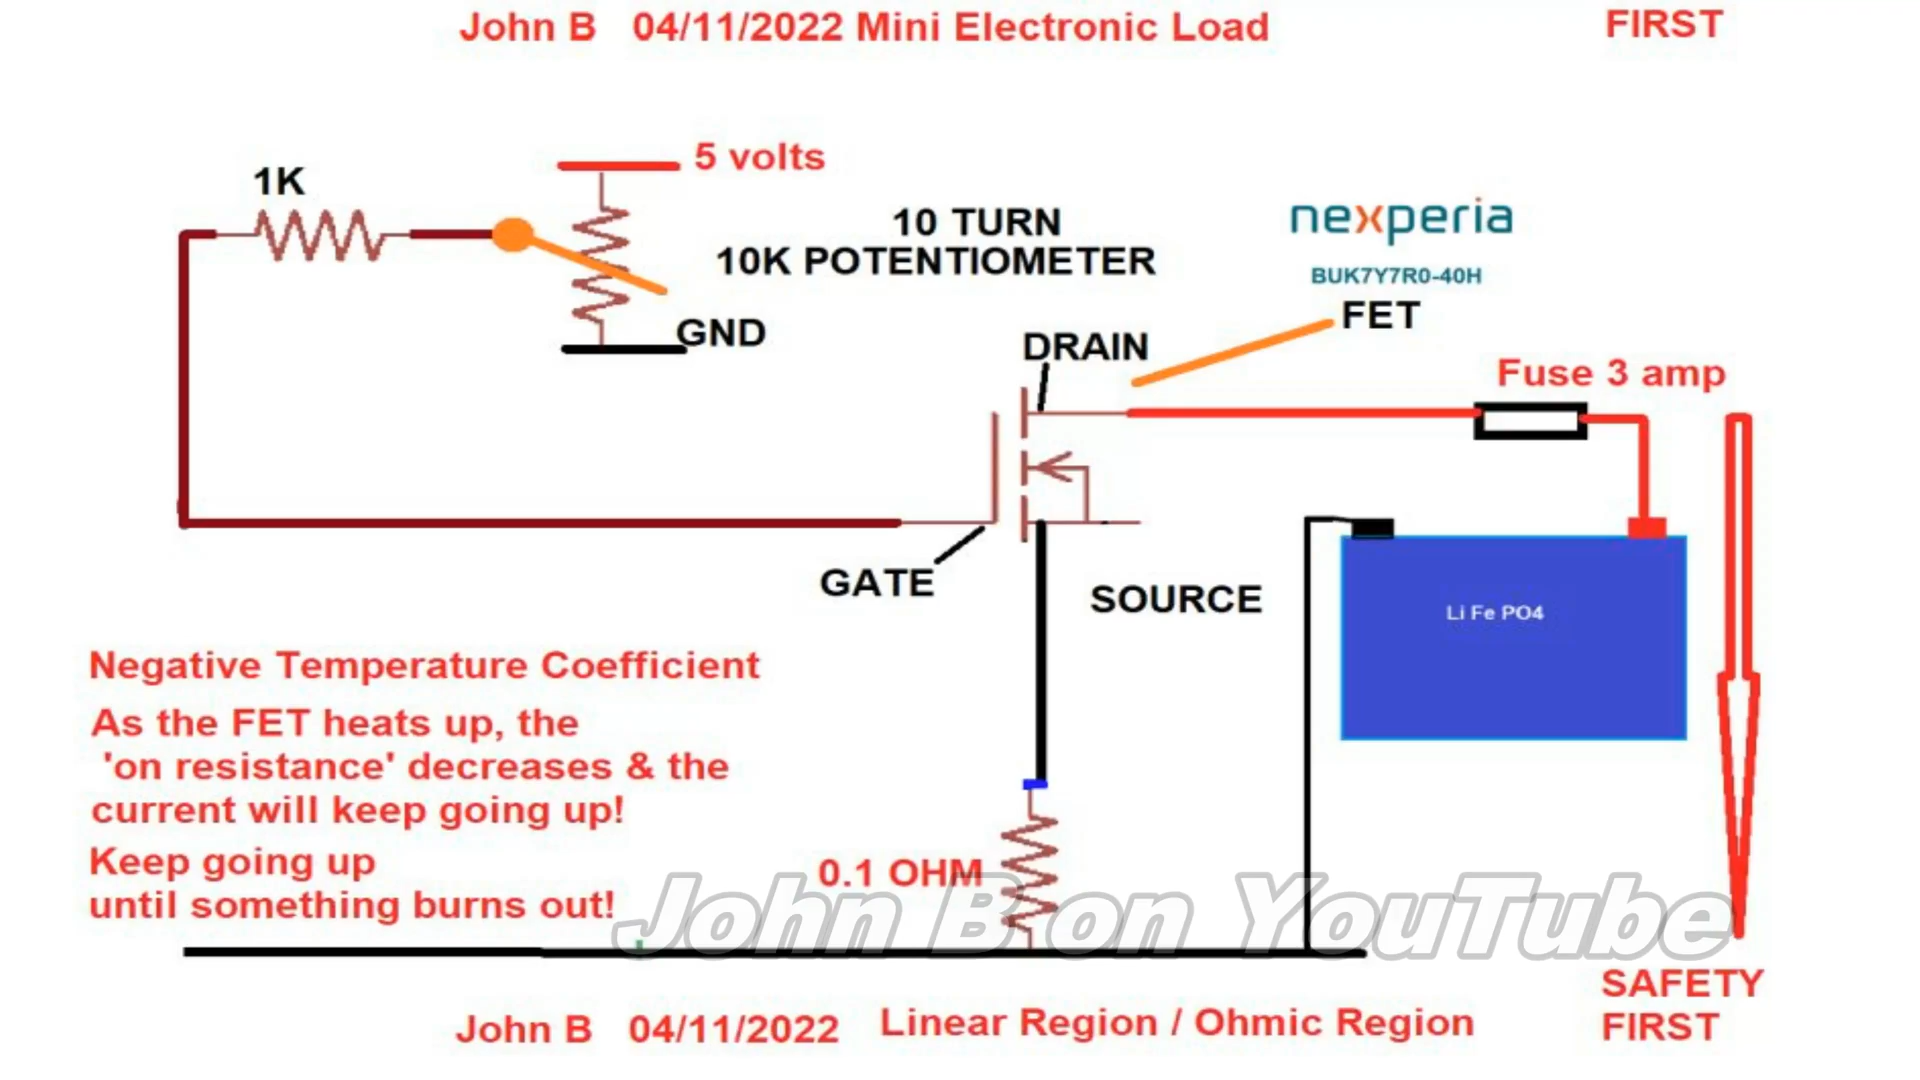 John B 04/11/2022 Mini Electronic Load
FIRST
5 volts
1K
10 TURN
10K POTENTIOMETER
nexperia
BUK7Y7R0-40H
FET
GND
DRAIN
Fuse 3 amp
GATE
SOURCE
Li Fe PO4
Negative Temperature Coefficient
As the FET heats up, the
'on resistance' decreases & the
current will keep going up!
Keep going up
until something burns out!
0.1 OHM
John B on YouTube
SAFETY
FIRST
John B 04/11/2022
Linear Region / Ohmic Region